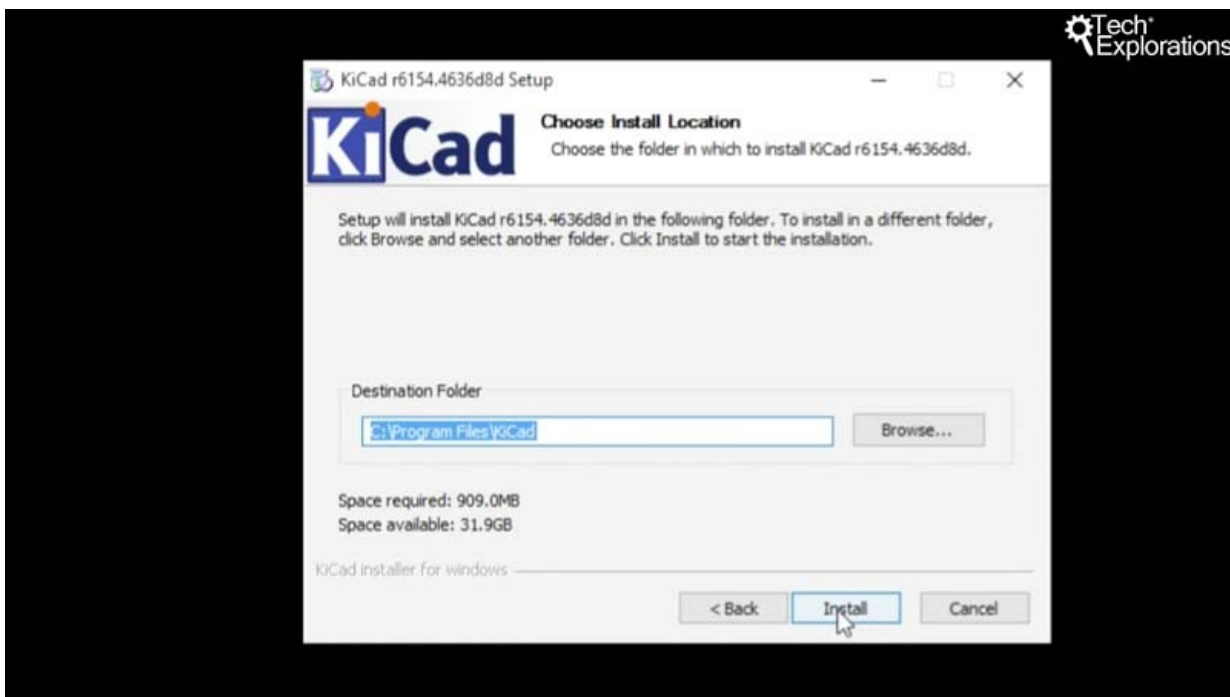 Tech
Explorations
KiCad r6154.4636d8d Setup
KiCad
Choose Install Location
Choose the folder in which to install KiCad r6154.4636d8d.
Setup will install KiCad r6154.4636d8d in the following folder. To install in a different folder,
click Browse and select another folder. Click Install to start the installation.
Destination Folder
C:\Program Files\KiCad
Browse...
Space required: 909.0MB
Space available: 31.9GB
KiCad installer for windows
< Back
Install
Cancel